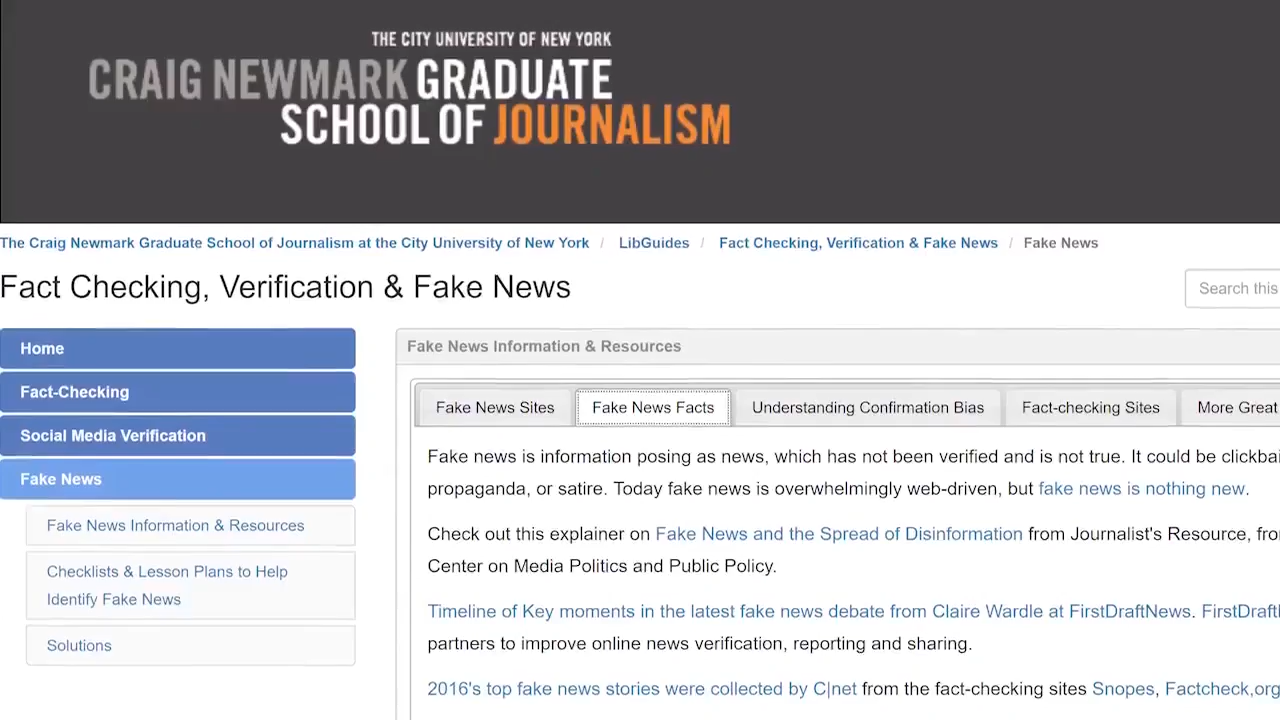 THE CITY UNIVERSITY OF NEW YORK
CRAIG NEWMARK GRADUATE
SCHOOL OF JOURNALISM
The Craig Newmark Graduate School of Journalism at the City University of New York / LibGuides / Fact Checking, Verification & Fake News / Fake News
Fact Checking, Verification & Fake News
Search this
Home
Fact-Checking
Social Media Verification
Fake News
Fake News Information & Resources
Checklists & Lesson Plans to Help
Identify Fake News
Solutions
Fake News Information & Resources
Fake News Sites
Fake News Facts
Understanding Confirmation Bias
Fact-checking Sites
More Great
Fake news is information posing as news, which has not been verified and is not true. It could be
propaganda, or satire. Today fake news is overwhelmingly web-driven, but fake news is nothing new.
Check out this explainer on Fake News and the Spread of Disinformation from Journalist's Resource,
Center on Media Politics and Public Policy.
Timeline of Key moments in the latest fake news debate from Claire Wardle at FirstDraftNews.
partners to improve online news verification, reporting and sharing.
2016's top fake news stories were collected by C|net from the fact-checking sites Snopes, Factcheck,org